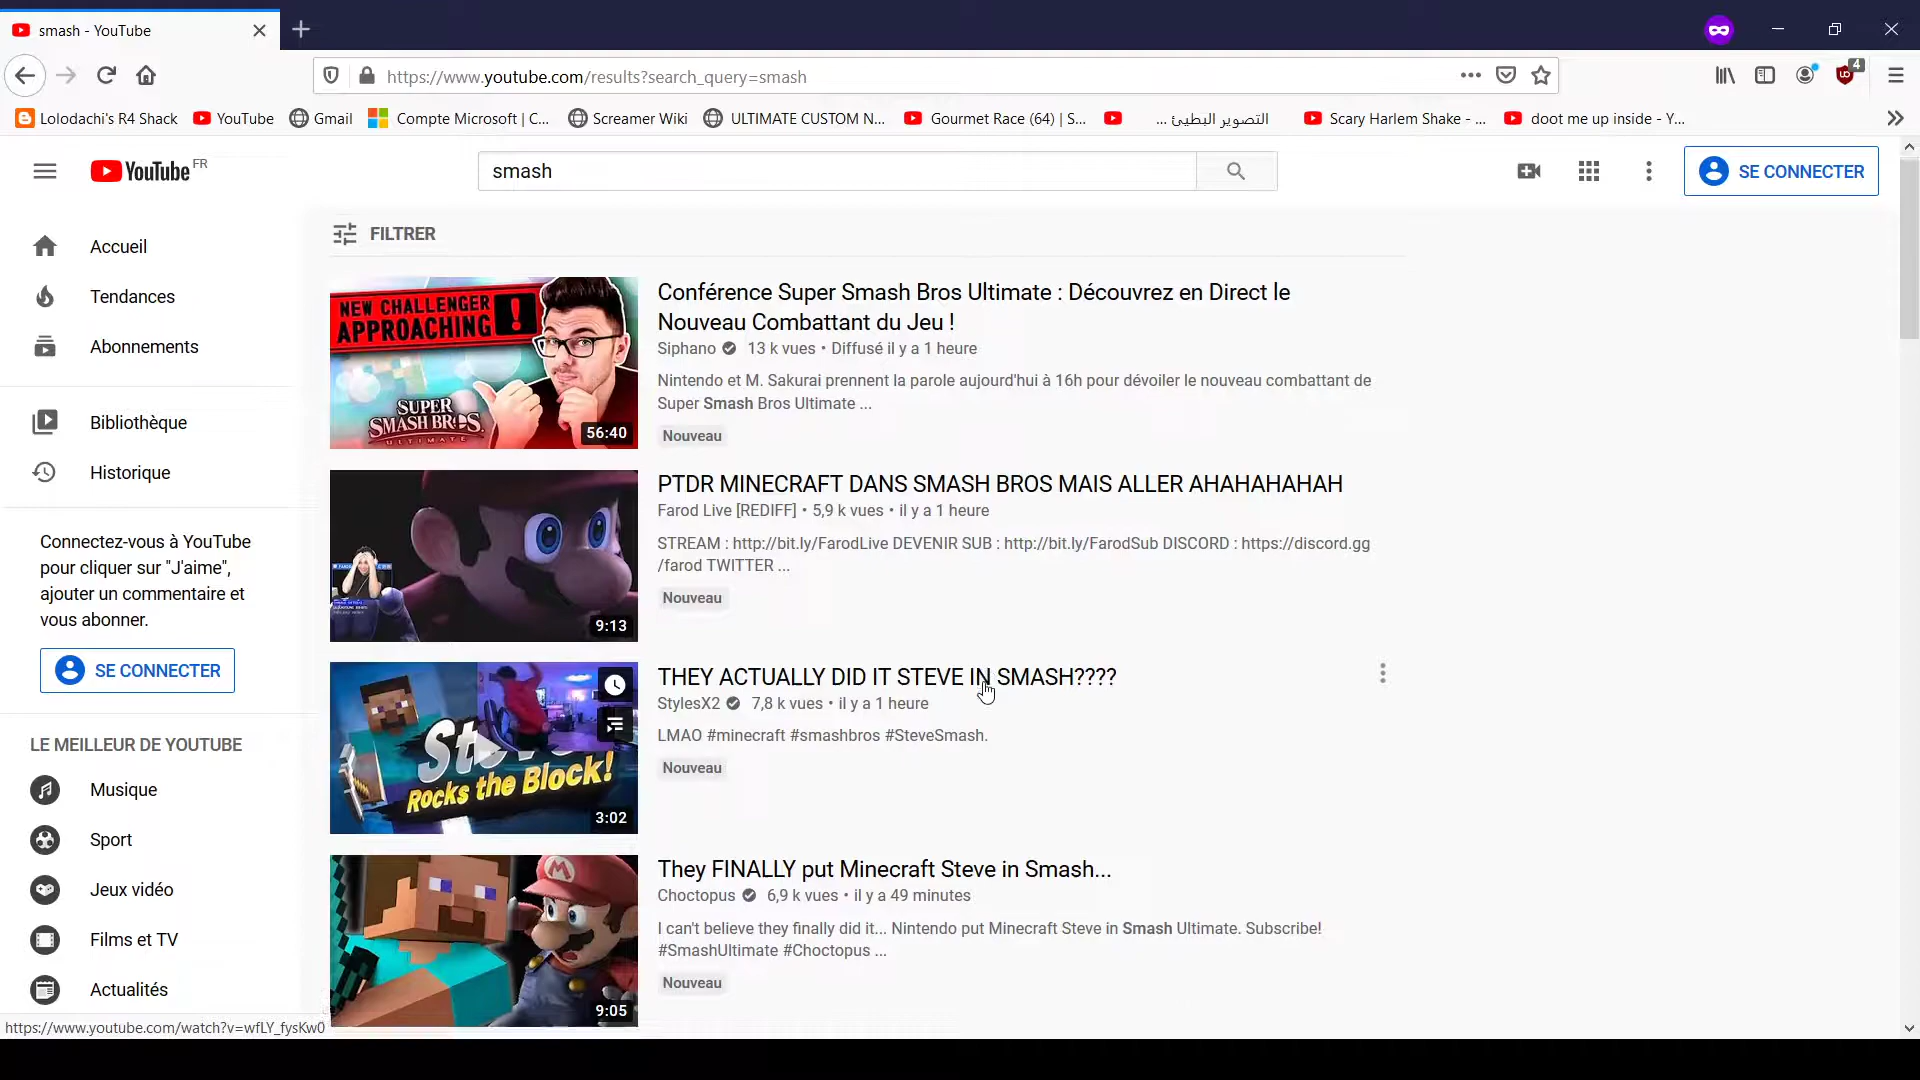 smash - YouTube
https://www.youtube.com/results?search_query=smash
4
Lolodachi's R4 Shack
YouTube
Gmail
Compte Microsoft | C...
Screamer Wiki
ULTIMATE CUSTOM N...
Gourmet Race (64) | S...
التصوير البطيئ ...
Scary Harlem Shake - ...
doot me up inside - Y...
YouTube FR
smash
SE CONNECTER
Accueil
Tendances
Abonnements
Bibliothèque
Historique
Connectez-vous à YouTube
pour cliquer sur "J'aime",
ajouter un commentaire et
vous abonner.
SE CONNECTER
LE MEILLEUR DE YOUTUBE
Musique
Sport
Jeux vidéo
Films et TV
Actualités
FILTRER
NEW CHALLENGER
APPROACHING !
SUPER
SMASH BROS.
ULTIMATE
56:40
Conférence Super Smash Bros Ultimate : Découvrez en Direct le
Nouveau Combattant du Jeu !
Siphano 13 k vues • Diffusé il y a 1 heure
Nintendo et M. Sakurai prennent la parole aujourd'hui à 16h pour dévoiler le nouveau combattant de
Super Smash Bros Ultimate ...
Nouveau
9:13
PTDR MINECRAFT DANS SMASH BROS MAIS ALLER AHAHAHAHAH
Farod Live [REDIFF] • 5,9 k vues • il y a 1 heure
STREAM : http://bit.ly/FarodLive DEVENIR SUB : http://bit.ly/FarodSub DISCORD : https://discord.gg
/farod TWITTER ...
Nouveau
Rocks the Block!
3:02
THEY ACTUALLY DID IT STEVE IN SMASH????
StylesX2 7,8 k vues • il y a 1 heure
LMAO #minecraft #smashbros #SteveSmash.
Nouveau
9:05
They FINALLY put Minecraft Steve in Smash...
Choctopus 6,9 k vues • il y a 49 minutes
I can't believe they finally did it... Nintendo put Minecraft Steve in Smash Ultimate. Subscribe!
#SmashUltimate #Choctopus ...
Nouveau
https://www.youtube.com/watch?v=wfLY_fysKw0